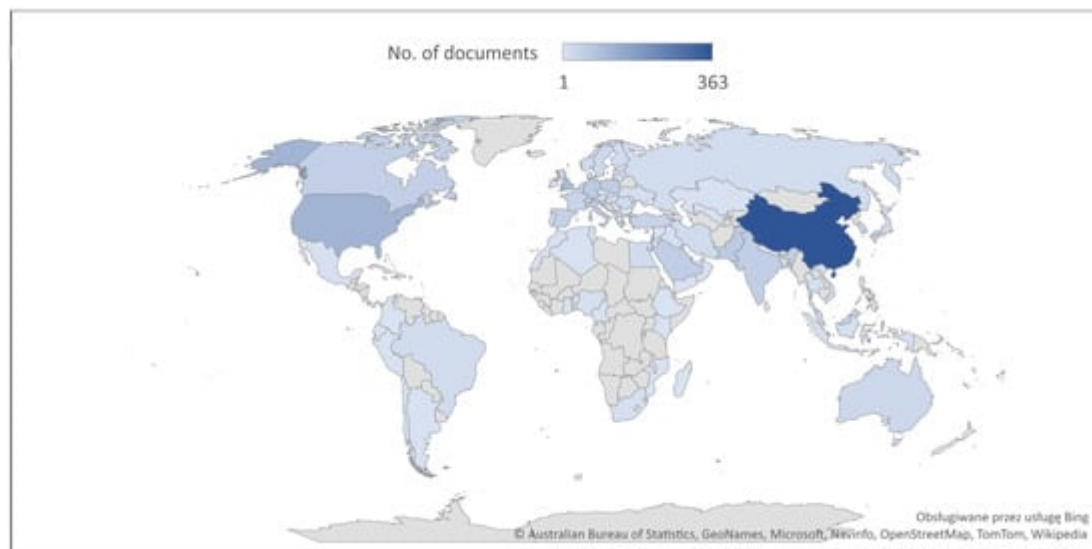 No. of documents
1 363
Obsługiwane przez usługę Bing
© Australian Bureau of Statistics, GeoNames, Microsoft, Navinfo, OpenStreetMap, TomTom, Wikipedia